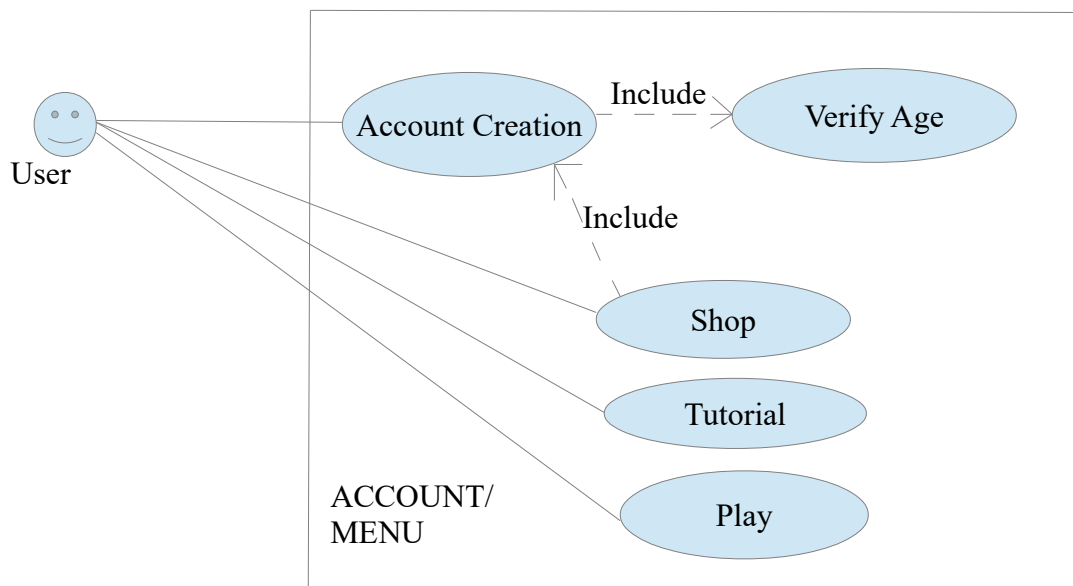 Include
Account Creation
Verify Age
User
Include
Shop
Tutorial
ACCOUNT/
MENU
Play